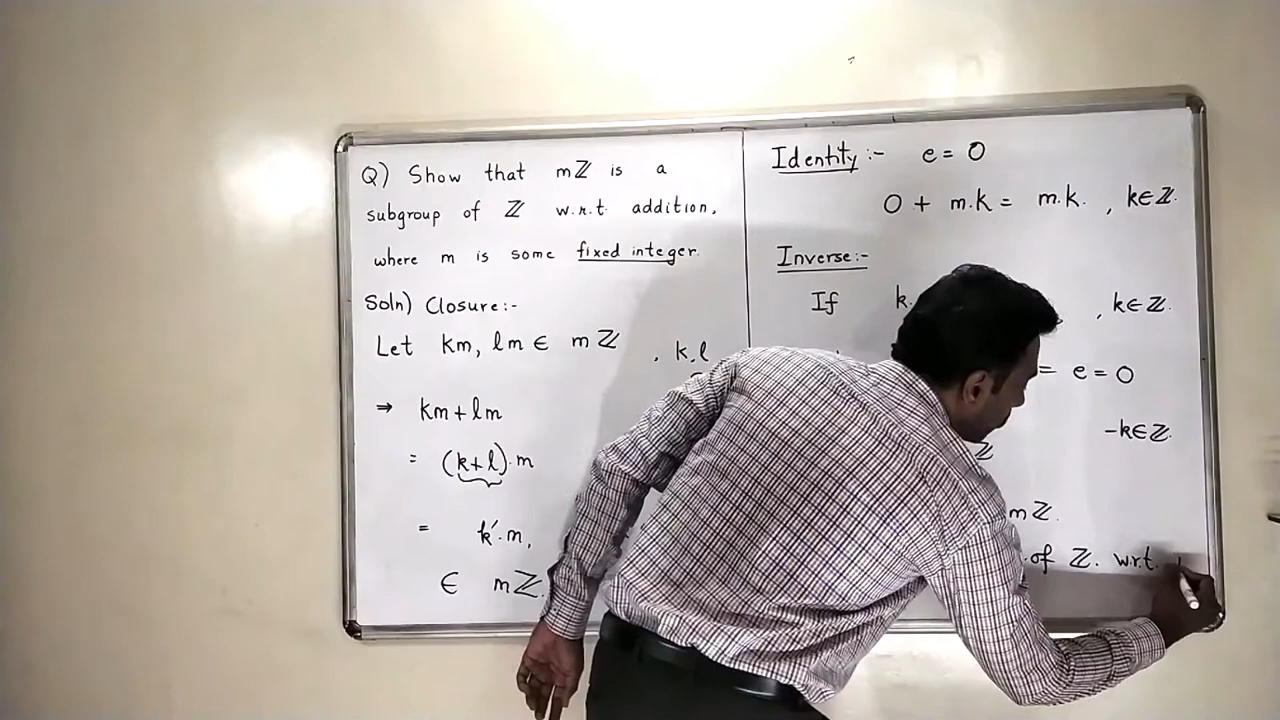 Q) Show that mℤ is a
subgroup of ℤ w.r.t. addition,
where m is some fixed integer.
Soln) Closure:-
Let km, lm ∈ mℤ , k,l
⇒ km + lm
= (k+l).m
= k′.m,
∈ mℤ.
Identity :- e = 0
0 + m.k = m.k. , k∈ℤ.
Inverse:-
If k. , k∈ℤ.
= e = 0
-k∈ℤ.
ℤ
mℤ.
of ℤ. w.r.t.